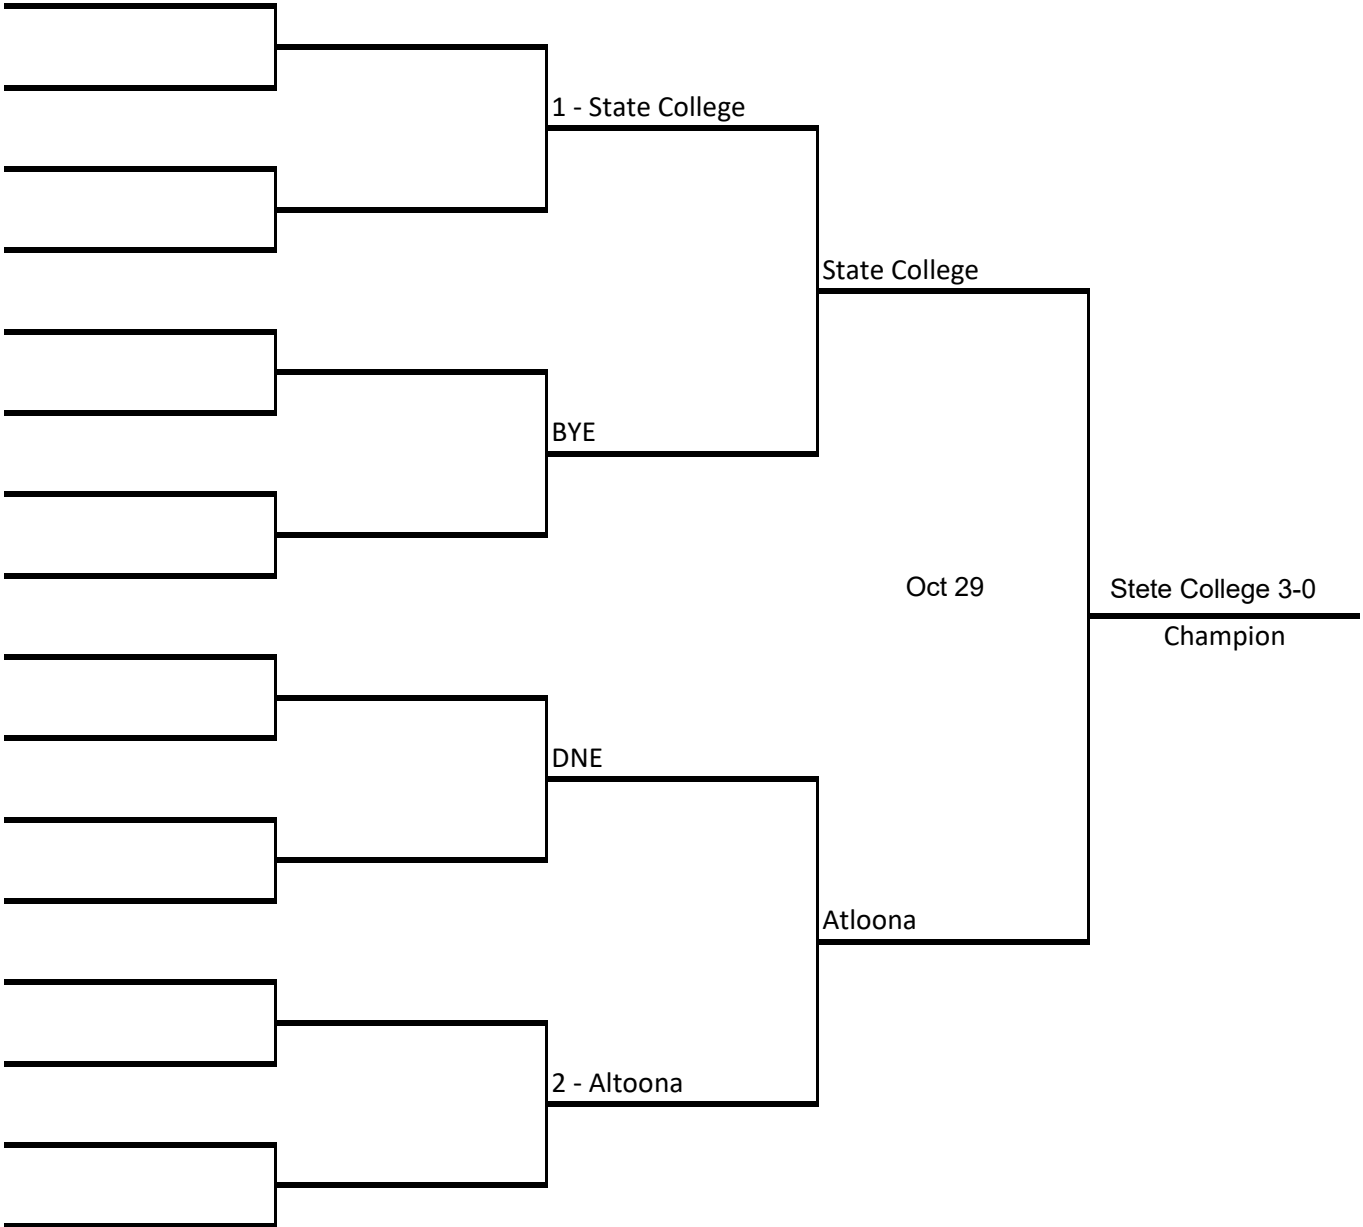 1 - State College
State College
BYE
Oct 29
Stete College 3-0
Champion
DNE
Atloona
2 - Altoona